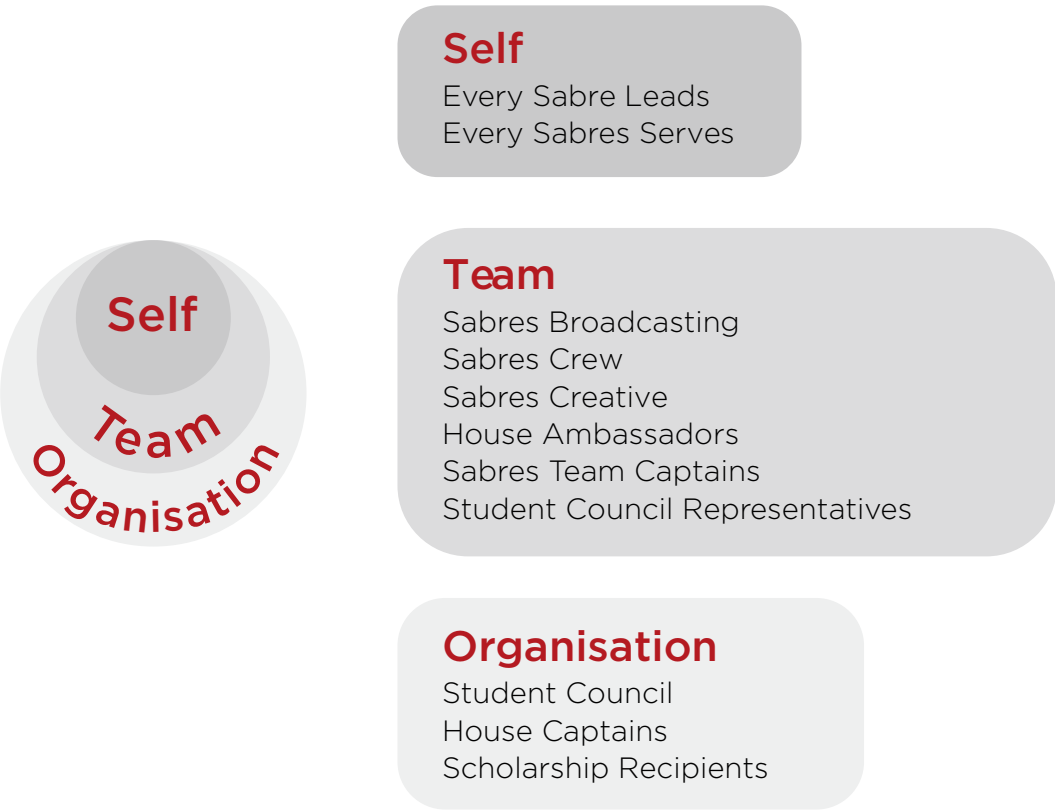 Self
Every Sabre Leads
Every Sabres Serves
Self
Team
Organisation
Team
Sabres Broadcasting
Sabres Crew
Sabres Creative
House Ambassadors
Sabres Team Captains
Student Council Representatives
Organisation
Student Council
House Captains
Scholarship Recipients